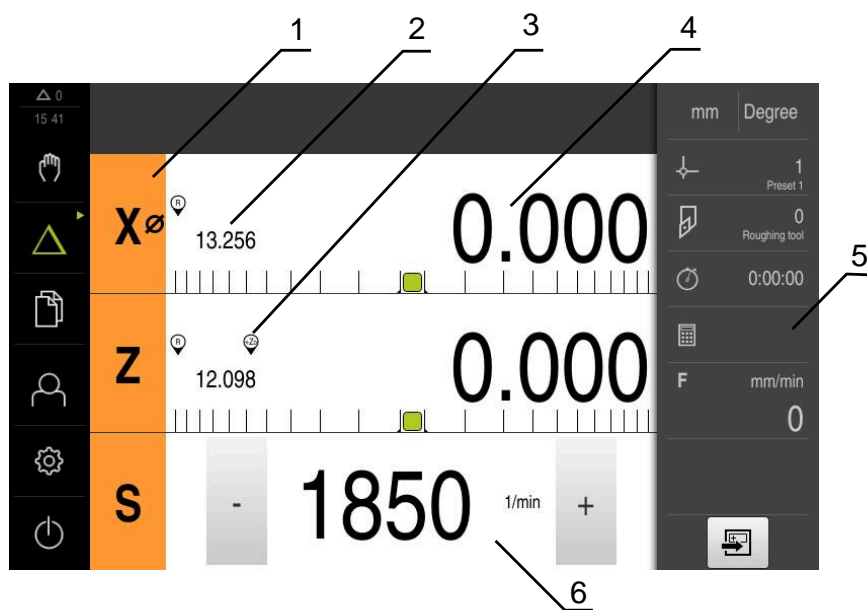 1
2
3
4
△ 0
15 41
mm
Degree
1
Preset 1
X⌀
R
13.256
0.000
0
Roughing tool
5
0:00:00
Z
R
+Z₀
12.098
0.000
F
mm/min
0
S
-
1850
1/min
+
6